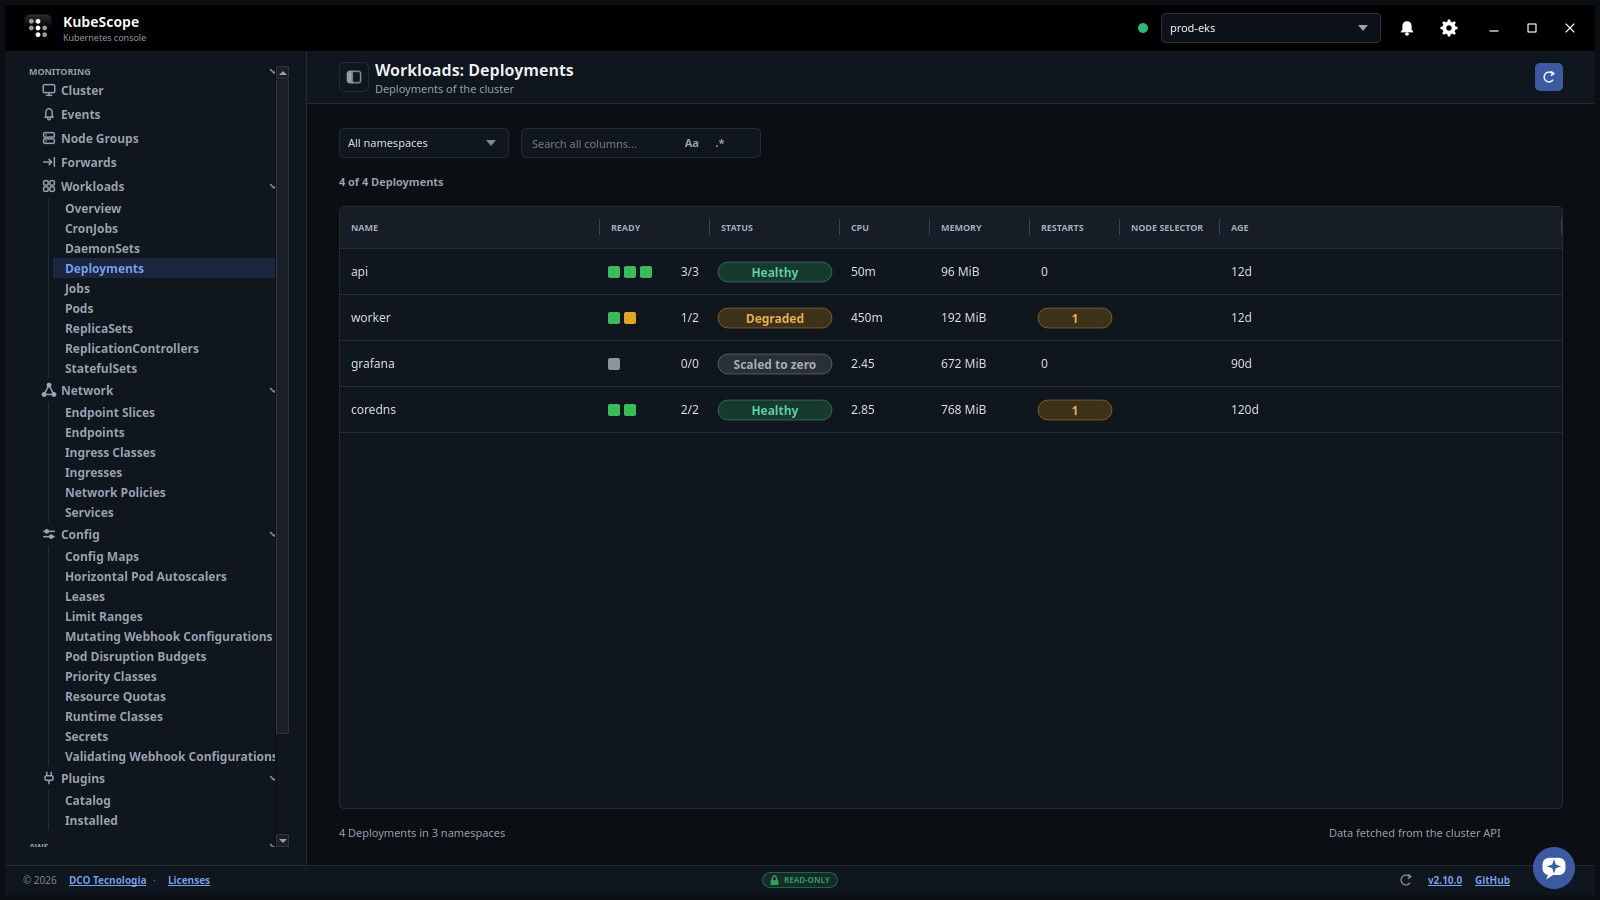 KubeScope
Kubernetes console
prod-eks
MONITORING
Cluster
Events
Node Groups
Forwards
Workloads
Overview
CronJobs
DaemonSets
Deployments
Jobs
Pods
ReplicaSets
ReplicationControllers
StatefulSets
Network
Endpoint Slices
Endpoints
Ingress Classes
Ingresses
Network Policies
Services
Config
Config Maps
Horizontal Pod Autoscalers
Leases
Limit Ranges
Mutating Webhook Configurations
Pod Disruption Budgets
Priority Classes
Resource Quotas
Runtime Classes
Secrets
Validating Webhook Configurations
Plugins
Catalog
Installed
Workloads: Deployments
Deployments of the cluster
All namespaces
Search all columns... Aa .*
4 of 4 Deployments
NAME READY STATUS CPU MEMORY RESTARTS NODE SELECTOR AGE
api 3/3 Healthy 50m 96 MiB 0 12d
worker 1/2 Degraded 450m 192 MiB 1 12d
grafana 0/0 Scaled to zero 2.45 672 MiB 0 90d
coredns 2/2 Healthy 2.85 768 MiB 1 120d
4 Deployments in 3 namespaces
Data fetched from the cluster API
© 2026 DCO Tecnologia · Licenses
READ-ONLY
v2.10.0 GitHub